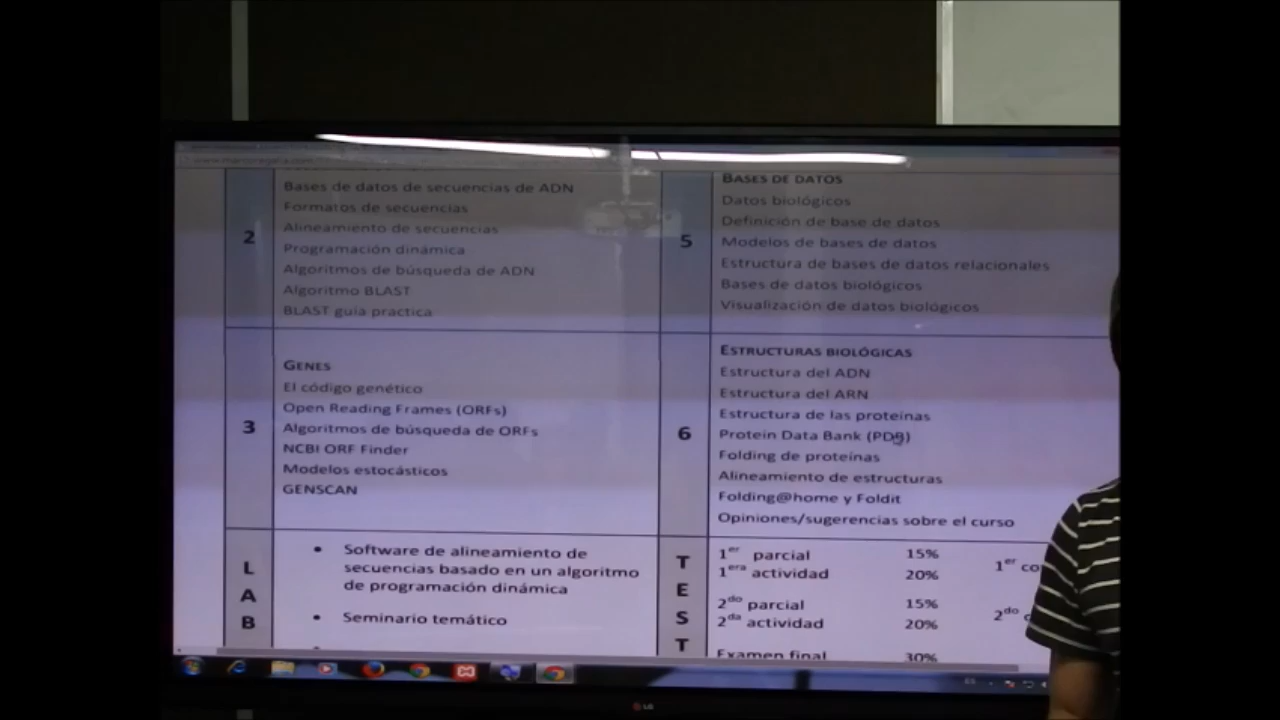 2
Bases de datos de secuencias de ADN
Formatos de secuencias
Alineamiento de secuencias
Programación dinámica
Algoritmos de búsqueda de ADN
Algoritmo BLAST
BLAST guía practica
5
BASES DE DATOS
Datos biológicos
Definición de base de datos
Modelos de bases de datos
Estructura de bases de datos relacionales
Bases de datos biológicos
Visualización de datos biológicos
3
GENES
El código genético
Open Reading Frames (ORFs)
Algoritmos de búsqueda de ORFs
NCBI ORF Finder
Modelos estocásticos
GENSCAN
6
ESTRUCTURAS BIOLÓGICAS
Estructura del ADN
Estructura del ARN
Estructura de las proteínas
Protein Data Bank (PDB)
Folding de proteínas
Alineamiento de estructuras
Folding@home y Foldit
Opiniones/sugerencias sobre el curso
L
A
B
• Software de alineamiento de
secuencias basado en un algoritmo
de programación dinámica
• Seminario temático
T
E
S
T
1er parcial 15%
1era actividad 20%
1er
2do parcial 15%
2da actividad 20%
2do
Examen final 30%
ES
LG